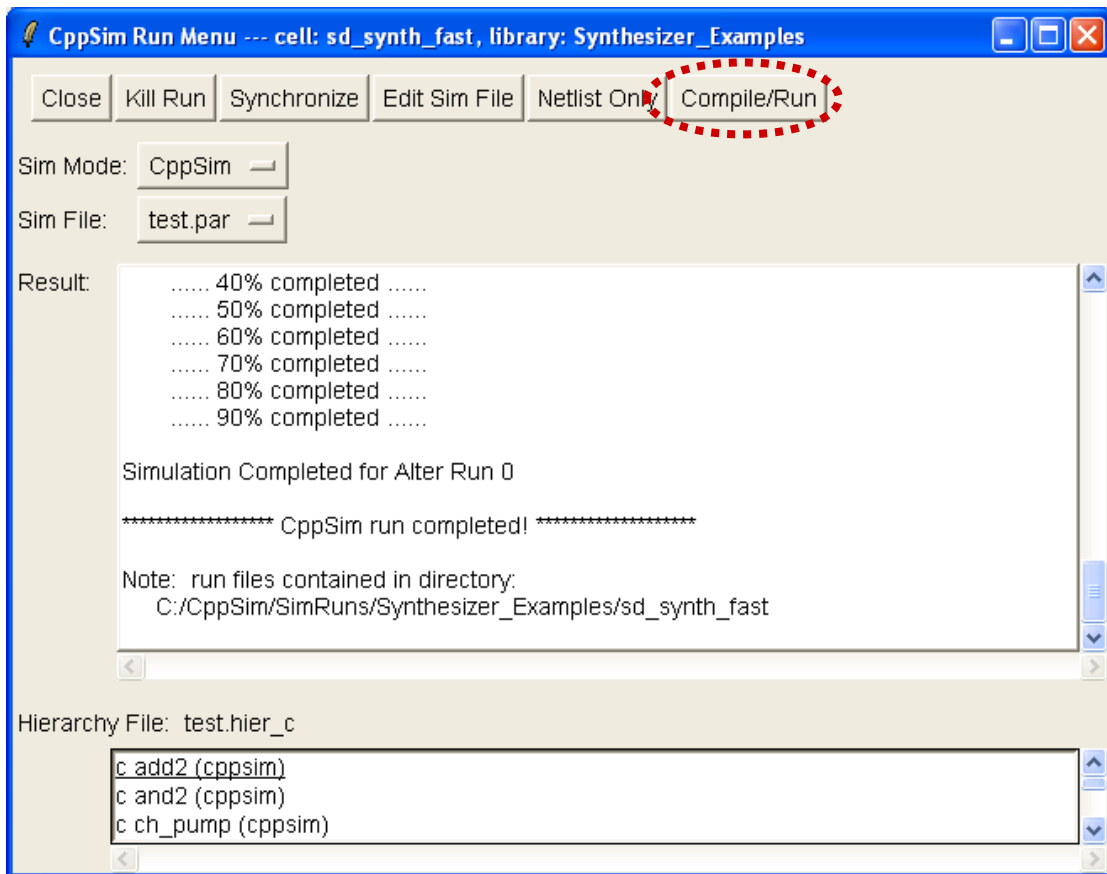 CppSim Run Menu --- cell: sd_synth_fast, library: Synthesizer_Examples
Close Kill Run Synchronize Edit Sim File Netlist Only Compile/Run
Sim Mode: CppSim
Sim File: test.par
Result:
...... 40% completed ......
...... 50% completed ......
...... 60% completed ......
...... 70% completed ......
...... 80% completed ......
...... 90% completed ......
Simulation Completed for Alter Run 0
******************* CppSim run completed! ********************
Note: run files contained in directory:
C:/CppSim/SimRuns/Synthesizer_Examples/sd_synth_fast
Hierarchy File: test.hier_c
c add2 (cppsim)
c and2 (cppsim)
c ch_pump (cppsim)